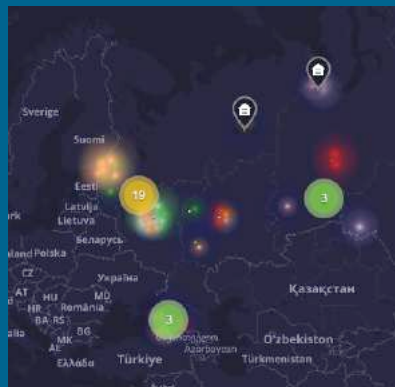 Sverige
Suomi
Eesti
19
Latvija
Lietuva
3
Беларусь
Polska
CZ
Україна
Қазақстан
AT
HU
MD
HR
România
BA RS
3
BG
MK
O'zbekiston
Ελλάδα
Türkiye
Azərbaycan
Türkmenistan